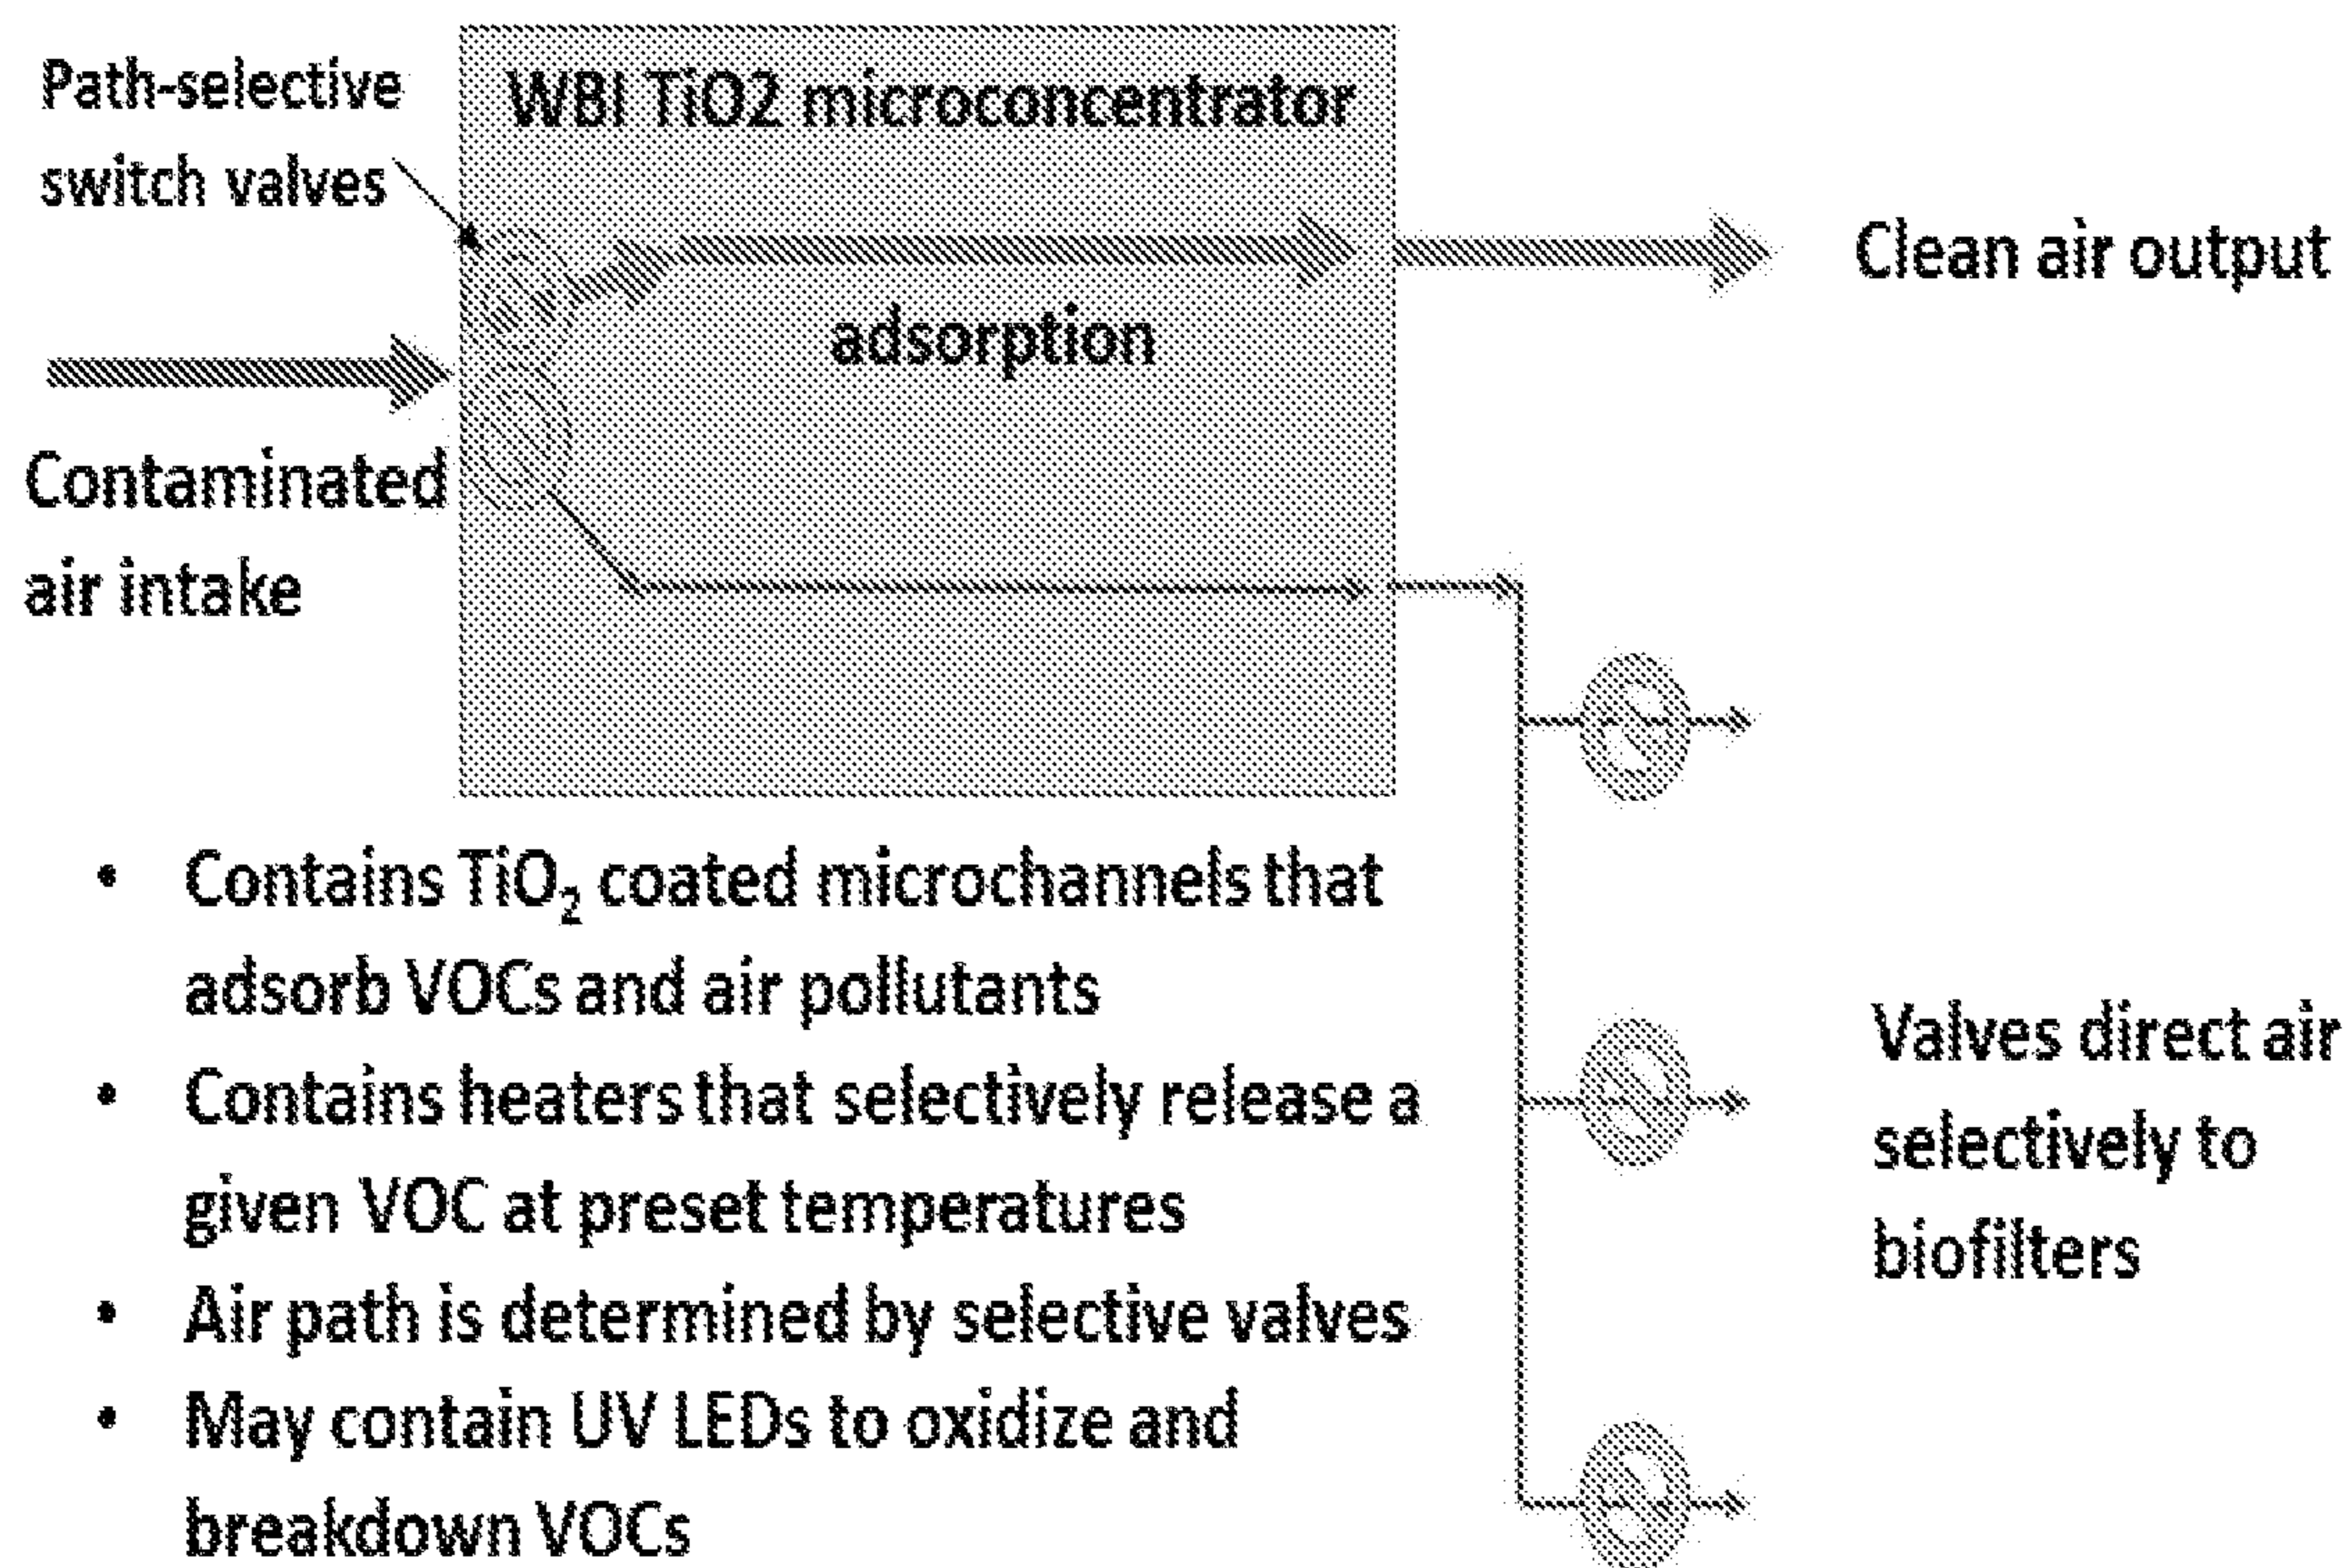 Path-selective
switch valves
WBI TiO2 microconcentrator
Clean air output
adsorption
Contaminated
air intake
• Contains TiO₂ coated microchannels that
adsorb VOCs and air pollutants
• Contains heaters that selectively release a
given VOC at preset temperatures
• Air path is determined by selective valves
• May contain UV LEDs to oxidize and
breakdown VOCs
Valves direct air
selectively to
biofilters